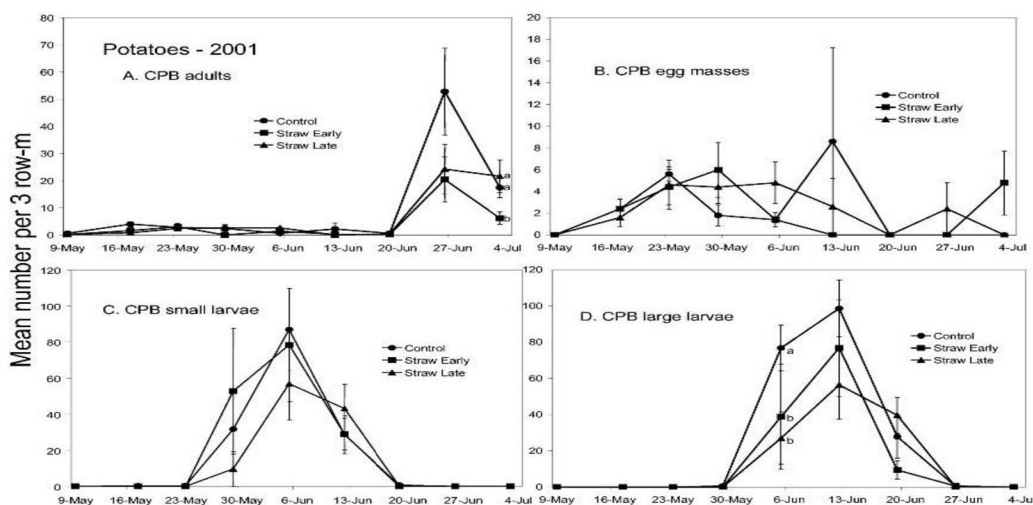 Mean number per 3 row-m
Potatoes - 2001
A. CPB adults
Control
Straw Early
Straw Late
80
70
60
50
40
30
20
10
0
a
a
b
9-May 16-May 23-May 30-May 6-Jun 13-Jun 20-Jun 27-Jun 4-Jul
B. CPB egg masses
Control
Straw Early
Straw Late
20
18
16
14
12
10
8
6
4
2
0
9-May 16-May 23-May 30-May 6-Jun 13-Jun 20-Jun 27-Jun 4-Jul
C. CPB small larvae
Control
Straw Early
Straw Late
120
100
80
60
40
20
0
9-May 16-May 23-May 30-May 6-Jun 13-Jun 20-Jun 27-Jun 4-Jul
D. CPB large larvae
Control
Straw Early
Straw Late
120
100
80
60
40
20
0
a
b
b
9-May 16-May 23-May 30-May 6-Jun 13-Jun 20-Jun 27-Jun 4-Jul